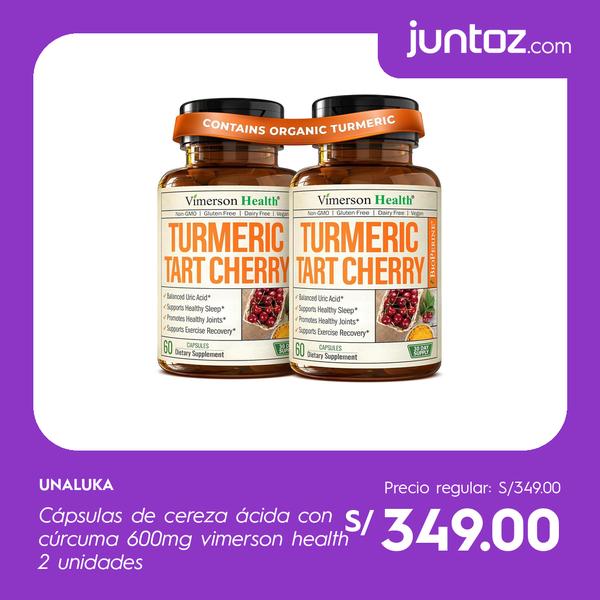 juntoz.com
CONTAINS ORGANIC TURMERIC
Vimerson Health®
Non-GMO | Gluten Free | Dairy Free | Vegan
TURMERIC
TART CHERRY
✓ Balanced Uric Acid*
✓ Supports Healthy Sleep*
✓ Promotes Healthy Joints*
✓ Supports Exercise Recovery*
60 CAPSULES
Dietary Supplement
30 DAY
SUPPLY
Vimerson Health®
Non-GMO | Gluten Free | Dairy Free | Vegan
TURMERIC
TART CHERRY
BIOPERINE
✓ Balanced Uric Acid*
✓ Supports Healthy Sleep*
✓ Promotes Healthy Joints*
✓ Supports Exercise Recovery*
60 CAPSULES
Dietary Supplement
30 DAY
SUPPLY
UNALUKA
Precio regular: S/349.00
Cápsulas de cereza ácida con
cúrcuma 600mg vimerson health
2 unidades
S/ 349.00